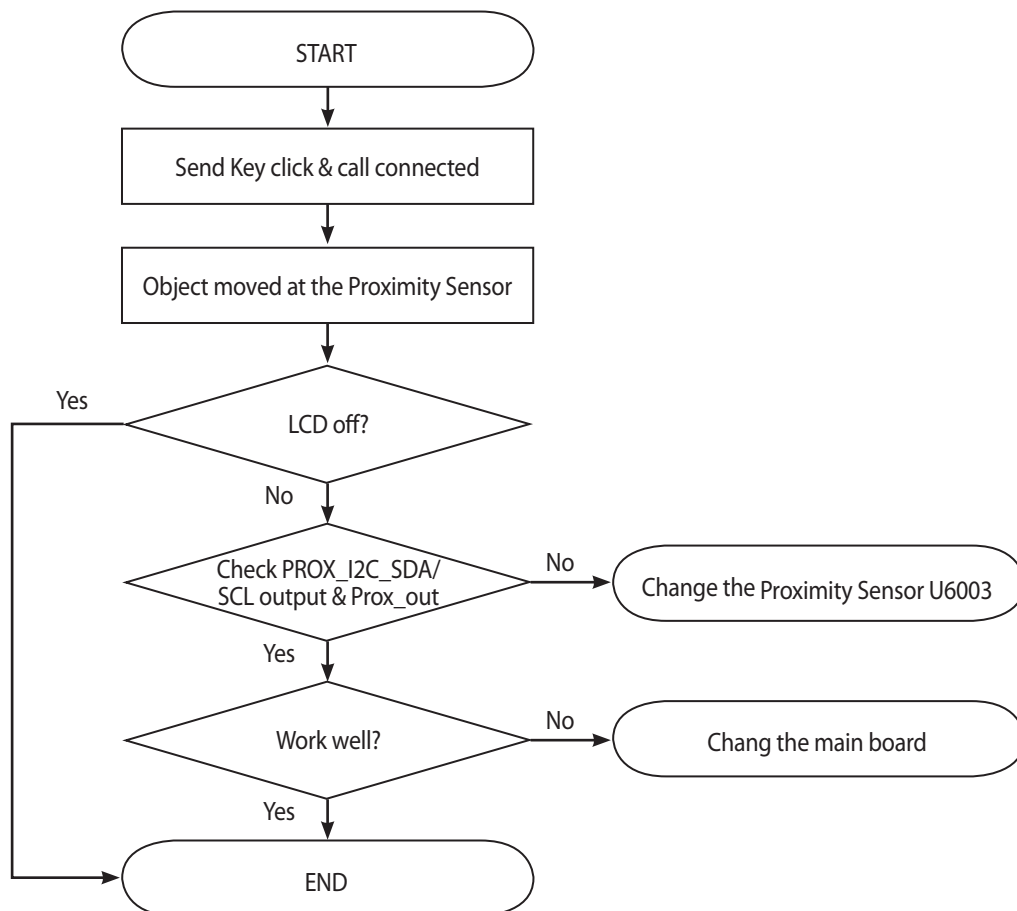 START
Send Key click & call connected
Object moved at the Proximity Sensor
Yes
LCD off?
No
Check PROX_I2C_SDA/
SCL output & Prox_out
No
Change the Proximity Sensor U6003
Yes
Work well?
No
Chang the main board
Yes
END